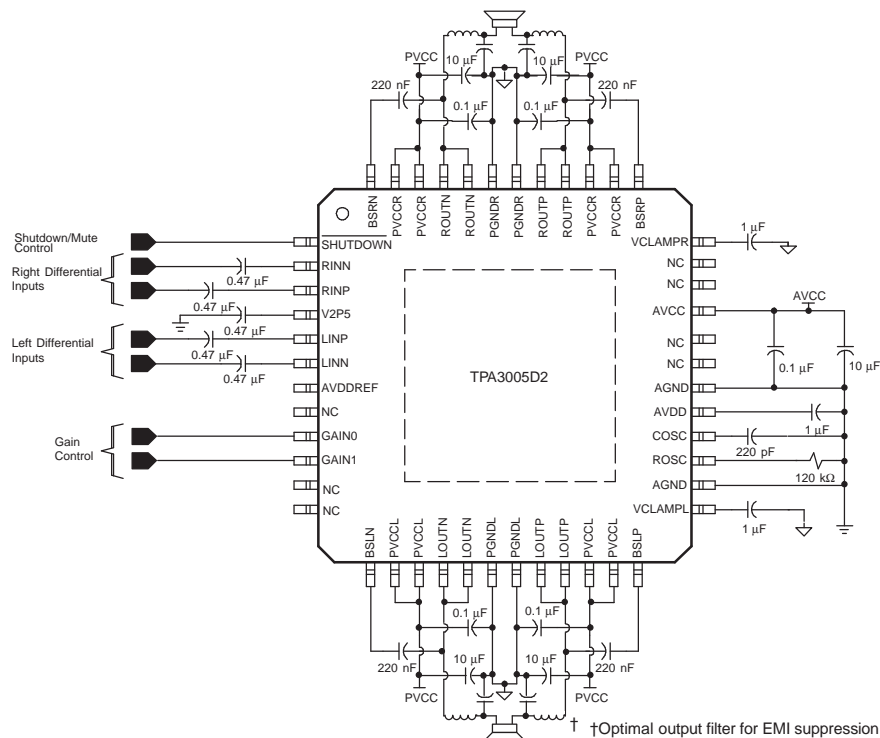 PVCC
PVCC
10 μF
10 μF
220 nF
220 nF
0.1 μF
0.1 μF
BSRN
PVCCR
PVCCR
ROUTN
ROUTN
PGNDR
PGNDR
ROUTP
ROUTP
PVCCR
PVCCR
BSRP
Shutdown/Mute
Control
Right Differential
Inputs
Left Differential
Inputs
Gain
Control
0.47 μF
0.47 μF
0.47 μF
0.47 μF
0.47 μF
SHUTDOWN
RINN
RINP
V2P5
LINP
LINN
AVDDREF
NC
GAIN0
GAIN1
NC
NC
TPA3005D2
VCLAMPR
NC
NC
AVCC
NC
NC
AGND
AVDD
COSC
ROSC
AGND
VCLAMPL
1 μF
AVCC
0.1 μF
10 μF
1 μF
220 pF
120 kΩ
1 μF
BSLN
PVCCL
PVCCL
LOUTN
LOUTN
PGNDL
PGNDL
LOUTP
LOUTP
PVCCL
PVCCL
BSLP
0.1 μF
0.1 μF
220 nF
10 μF
10 μF
220 nF
PVCC
PVCC
† †Optimal output filter for EMI suppression